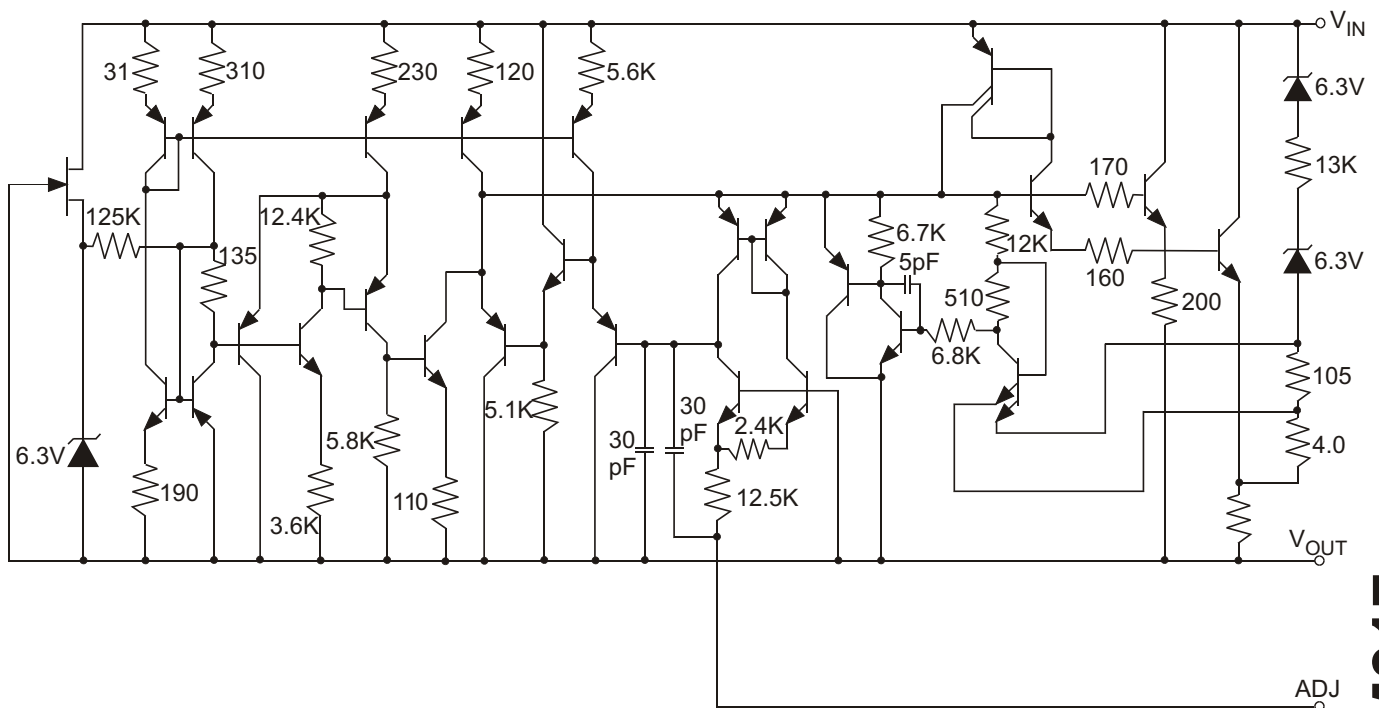 V_IN
31
310
230
120
5.6K
6.3V
13K
170
125K
12.4K
135
6.7K
12K
5pF
160
6.3V
510
200
6.8K
105
5.1K
30
pF
30
pF
2.4K
5.8K
4.0
6.3V
190
110
12.5K
3.6K
V_OUT
ADJ